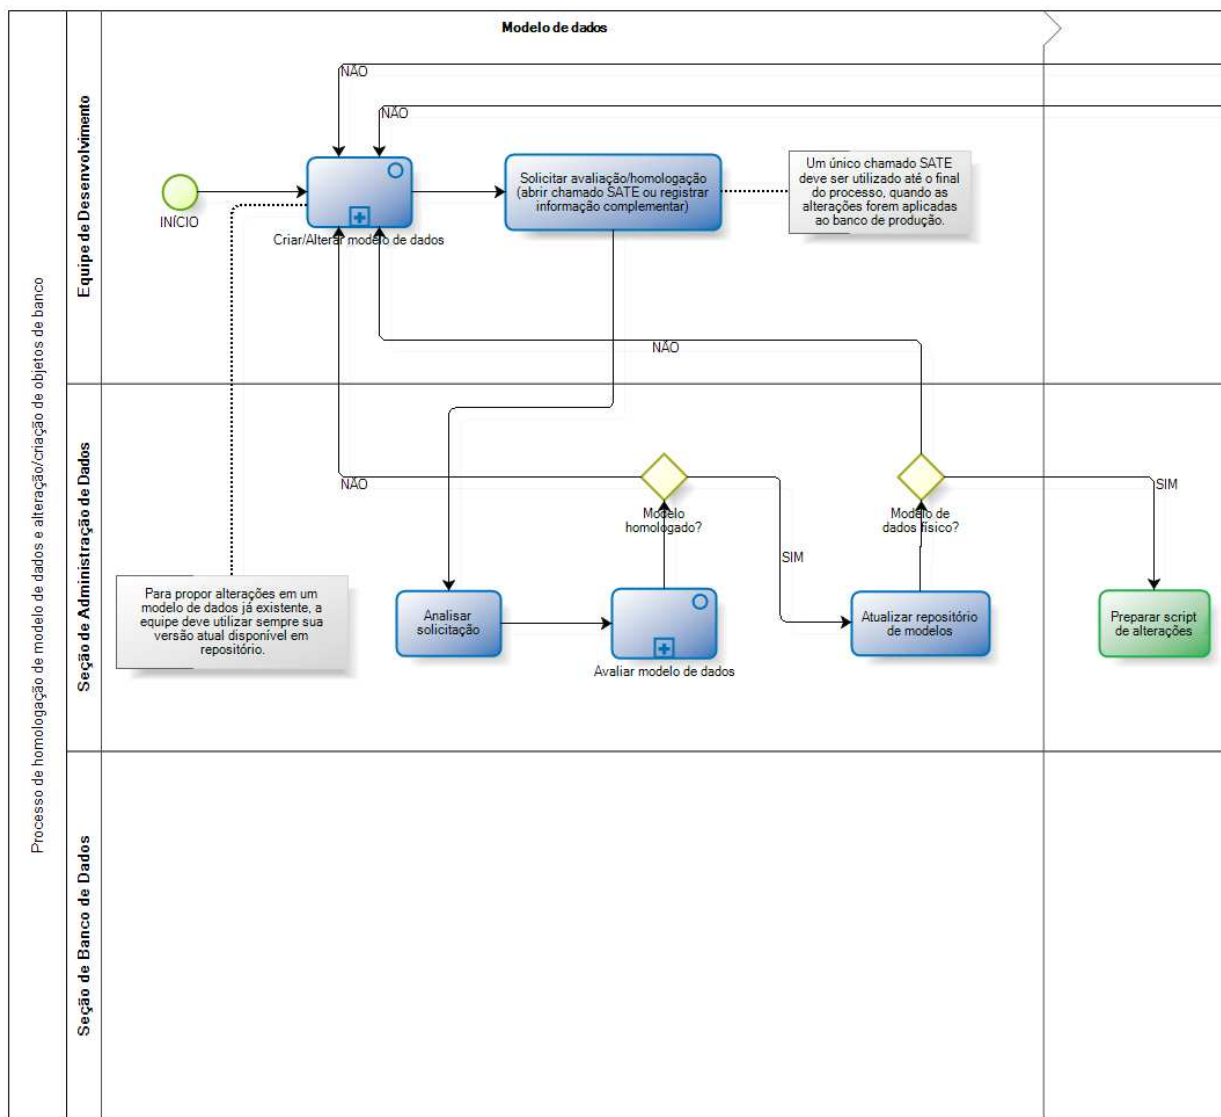 Modelo de dados
Processo de homologação de modelo de dados e alteração/criação de objetos de banco
Equipe de Desenvolvimento
NÃO
NÃO
INÍCIO
Criar/Alterar modelo de dados
Solicitar avaliação/homologação
(abrir chamado SATE ou registrar
informação complementar)
Um único chamado SATE
deve ser utilizado até o final
do processo, quando as
alterações forem aplicadas
ao banco de produção.
NÃO
Seção de Administração de Dados
NÃO
Modelo
homologado?
SIM
Modelo de
dados físico?
SIM
Para propor alterações em um
modelo de dados já existente, a
equipe deve utilizar sempre sua
versão atual disponível em
repositório.
Analisar
solicitação
Avaliar modelo de dados
Atualizar repositório
de modelos
Preparar script
de alterações
Seção de Banco de Dados